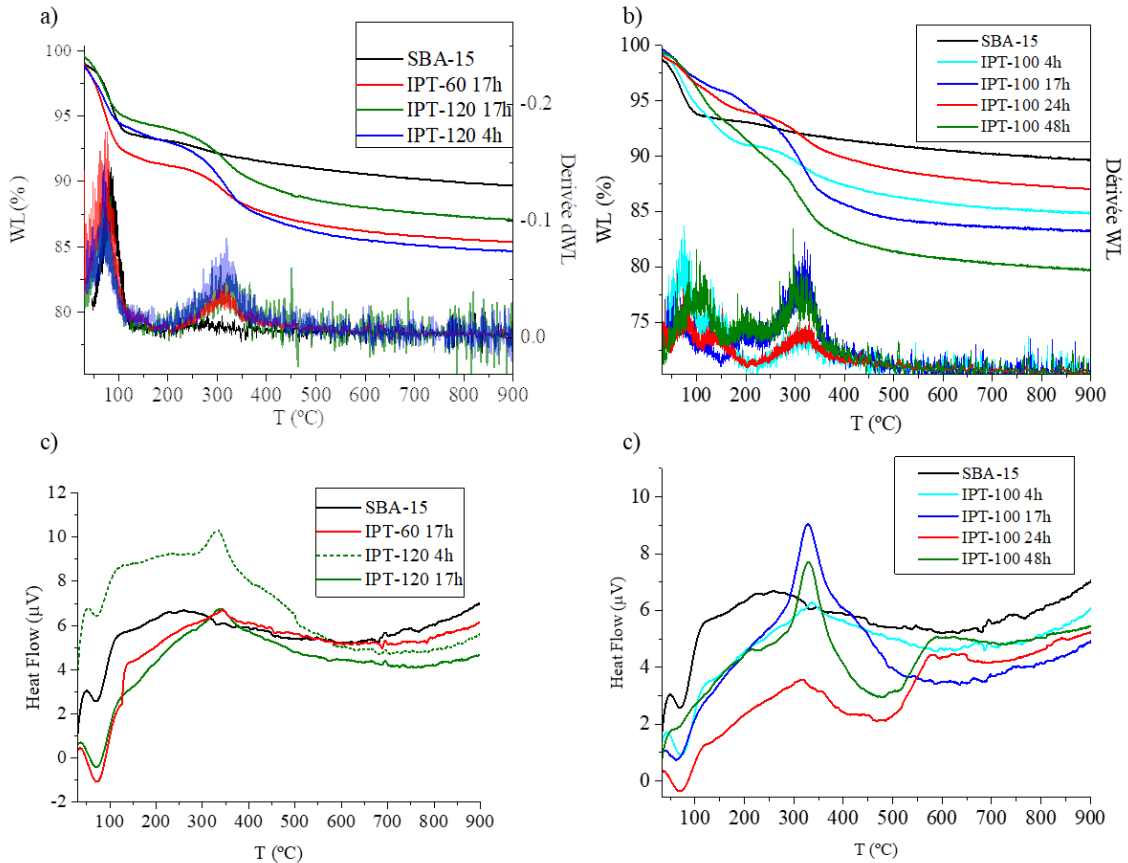 a)
SBA-15
IPT-60 17h
IPT-120 17h
IPT-120 4h
100
95
90
85
80
WL (% )
-0.2
-0.1
0.0
Derivée dWL
100 200 300 400 500 600 700 800 900
T (ºC)
b)
SBA-15
IPT-100 4h
IPT-100 17h
IPT-100 24h
IPT-100 48h
100
95
90
85
80
75
WL (%)
Dérivée WL
100 200 300 400 500 600 700 800 900
T (ºC)
c)
SBA-15
IPT-60 17h
IPT-120 4h
IPT-120 17h
12
10
8
6
4
2
0
-2
Heat Flow (µV)
100 200 300 400 500 600 700 800 900
T (ºC)
c)
SBA-15
IPT-100 4h
IPT-100 17h
IPT-100 24h
IPT-100 48h
10
8
6
4
2
0
Heat Flow (µV)
100 200 300 400 500 600 700 800 900
T (ºC)